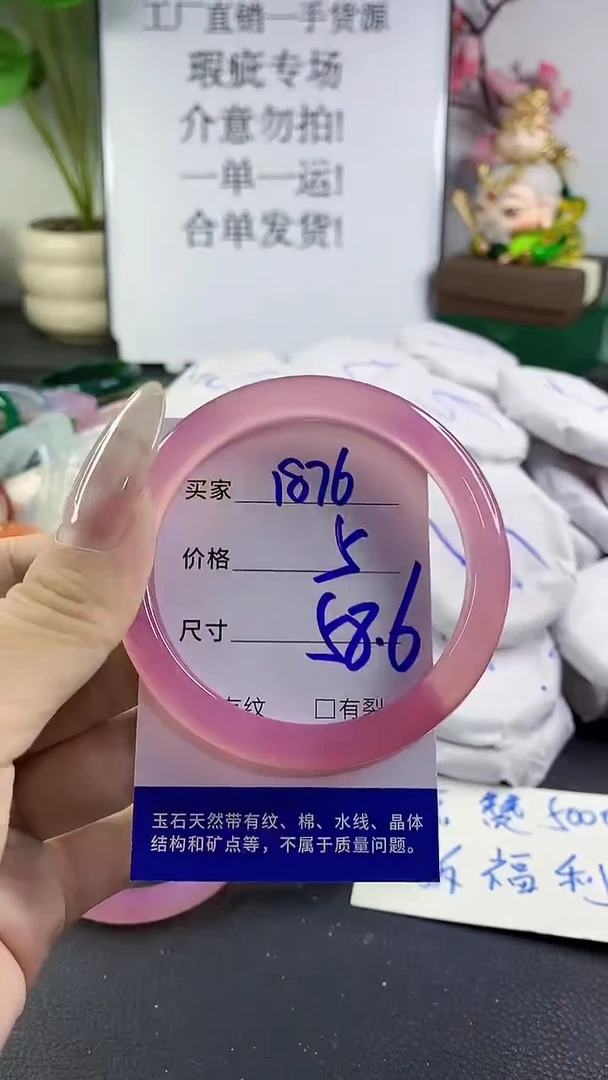 工厂直销一手货源
瑕疵专场
介意勿拍!
一单一运!
合单发货!
买家 1876
价格 5
尺寸 58.6
有纹 □有裂
玉石天然带有纹、棉、水线、晶体
结构和矿点等，不属于质量问题。
赞 500
福利